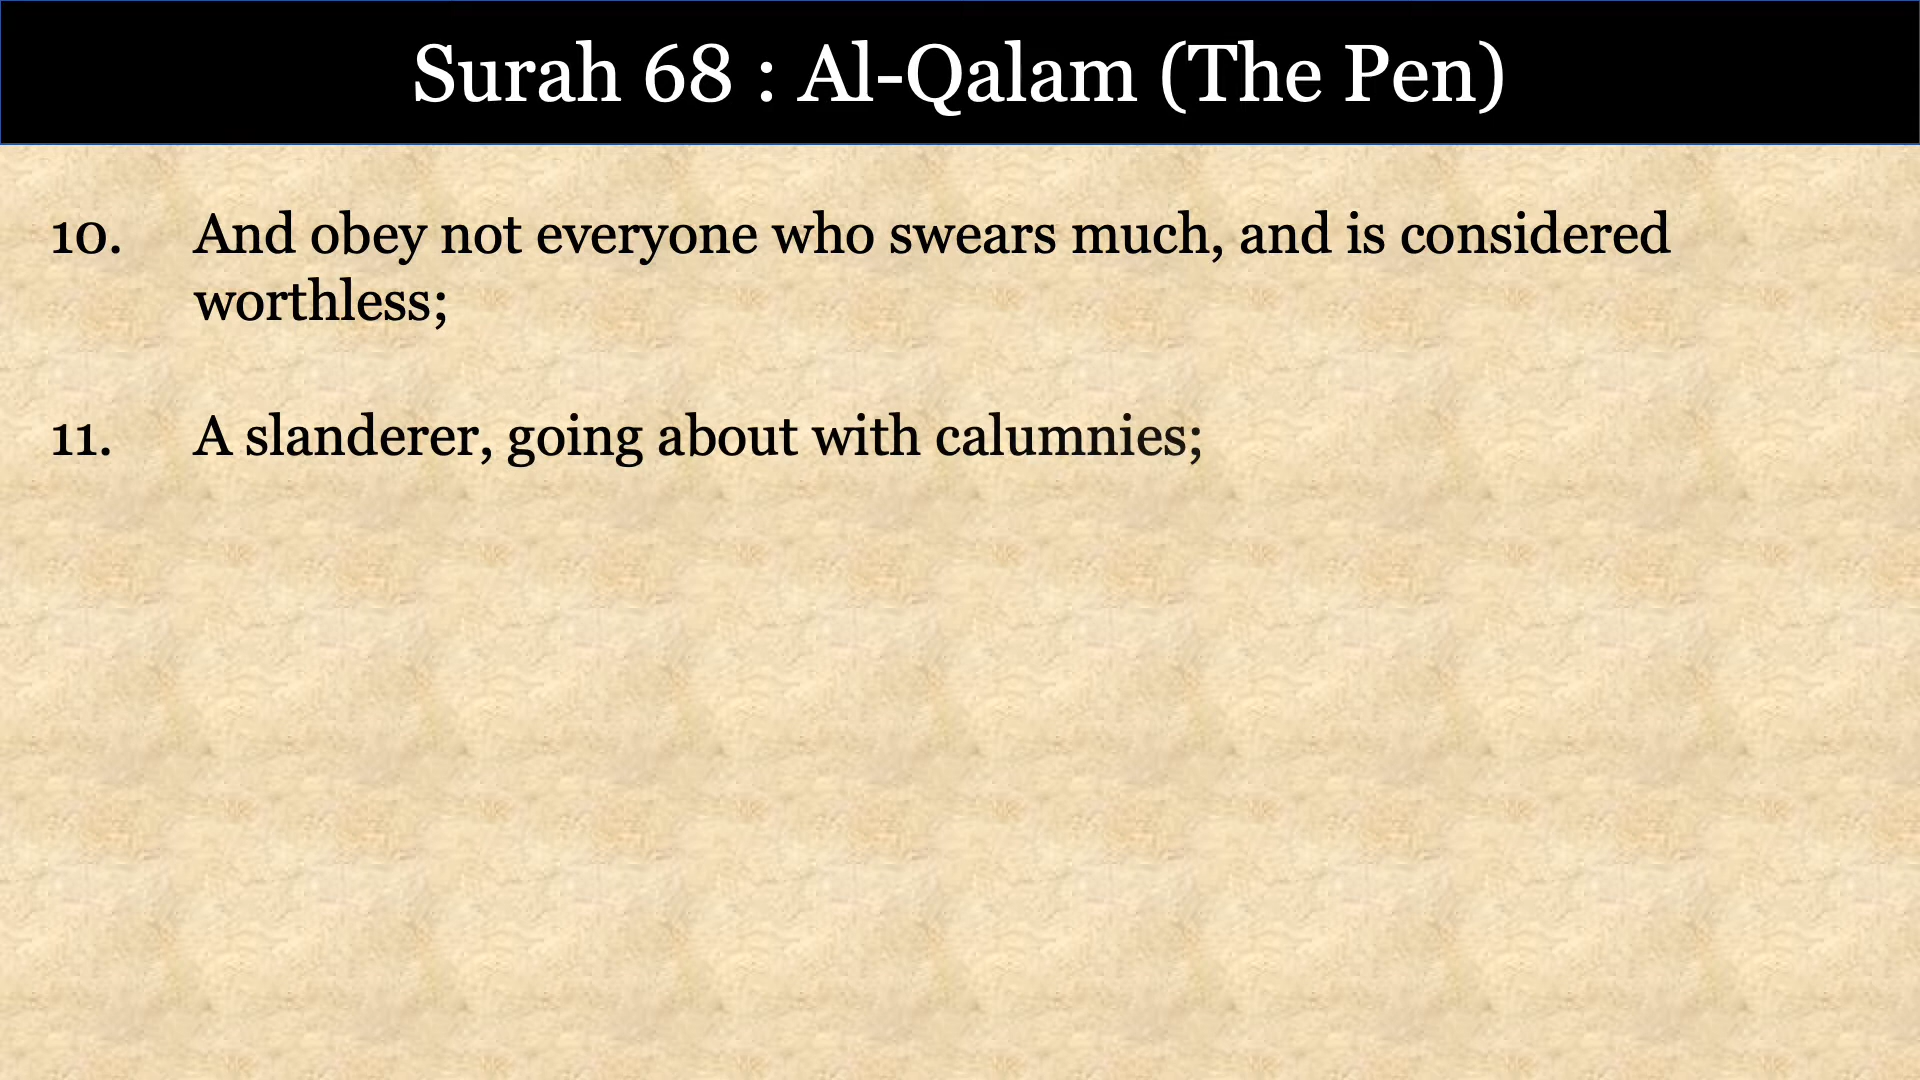 Surah 68 : Al-Qalam (The Pen)
10. And obey not everyone who swears much, and is considered
worthless;
11. A slanderer, going about with calumnies;